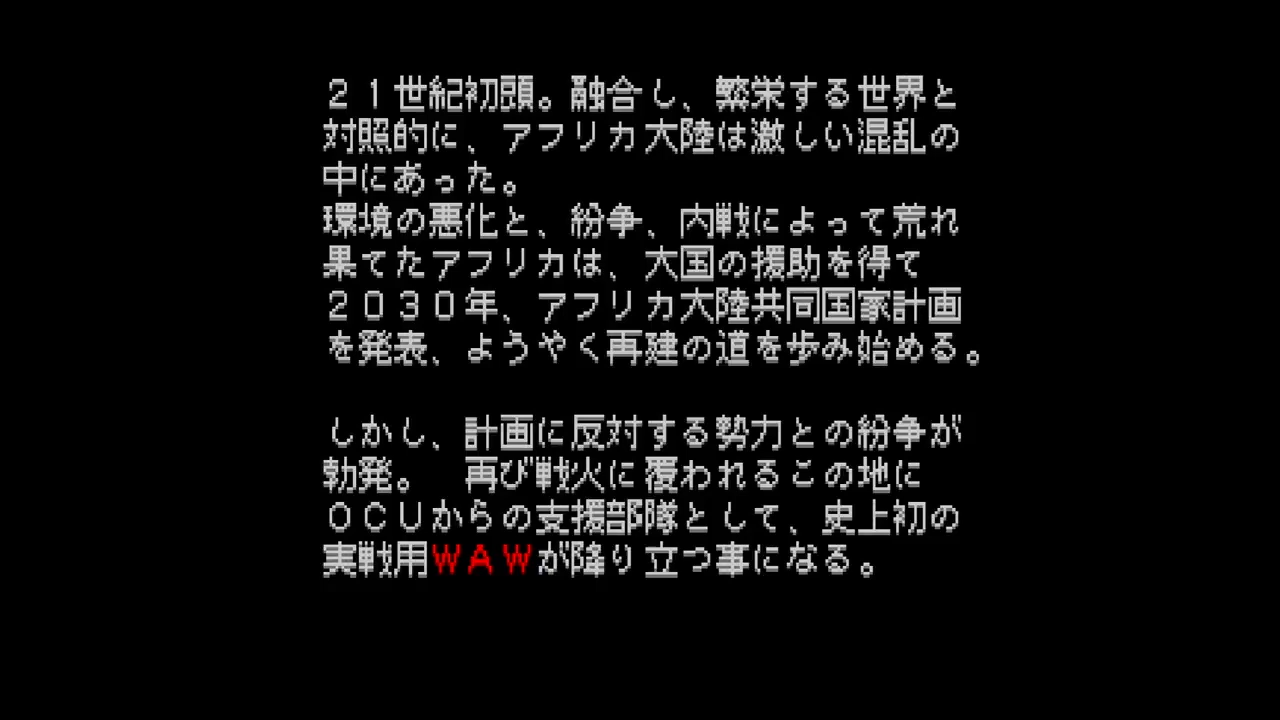 ２１世紀初頭。融合し、繁栄する世界と
対照的に、アフリカ大陸は激しい混乱の
中にあった。
環境の悪化と、紛争、内戦によって荒れ
果てたアフリカは、大国の援助を得て
２０３０年、アフリカ大陸共同国家計画
を発表、ようやく再建の道を歩み始める。
しかし、計画に反対する勢力との紛争が
勃発。　再び戦火に覆われるこの地に
ＯＣＵからの支援部隊として、史上初の
実戦用ＷＡＷが降り立つ事になる。